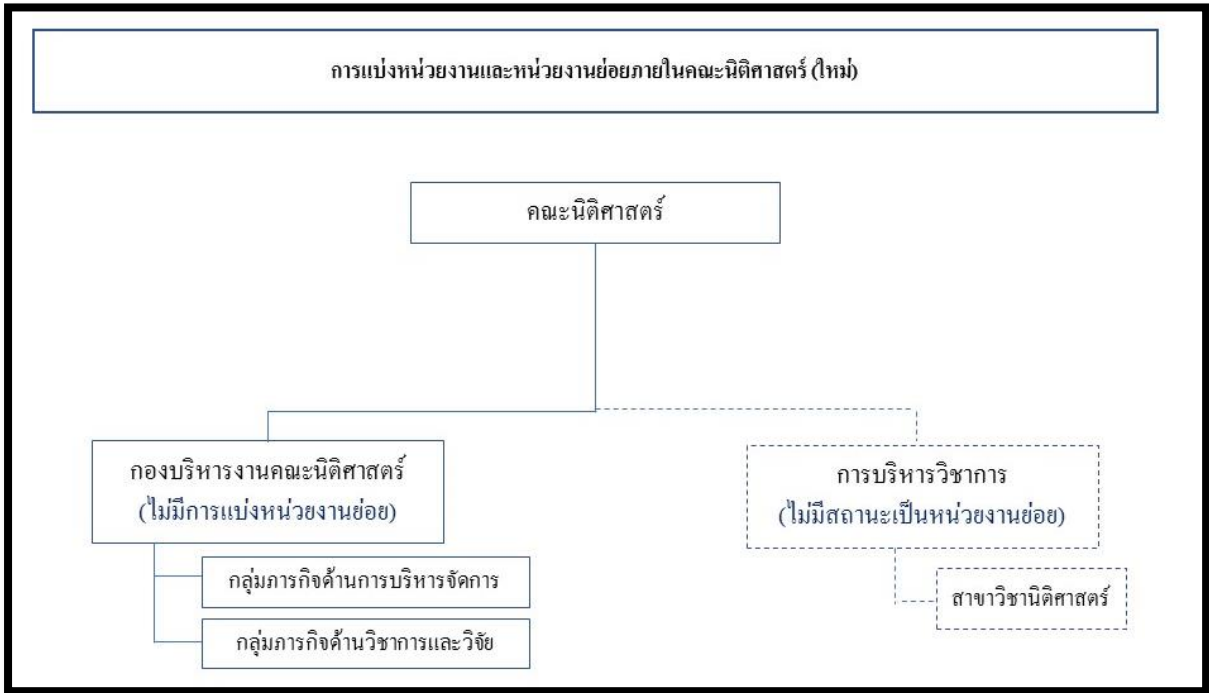 การแบ่งหน่วยงานและหน่วยงานย่อยภายในคณะนิติศาสตร์ (ใหม่)
คณะนิติศาสตร์
กองบริหารงานคณะนิติศาสตร์
(ไม่มีการแบ่งหน่วยงานย่อย)
กลุ่มภารกิจด้านการบริหารจัดการ
กลุ่มภารกิจด้านวิชาการและวิจัย
การบริหารวิชาการ
(ไม่มีสถานะเป็นหน่วยงานย่อย)
สาขาวิชานิติศาสตร์